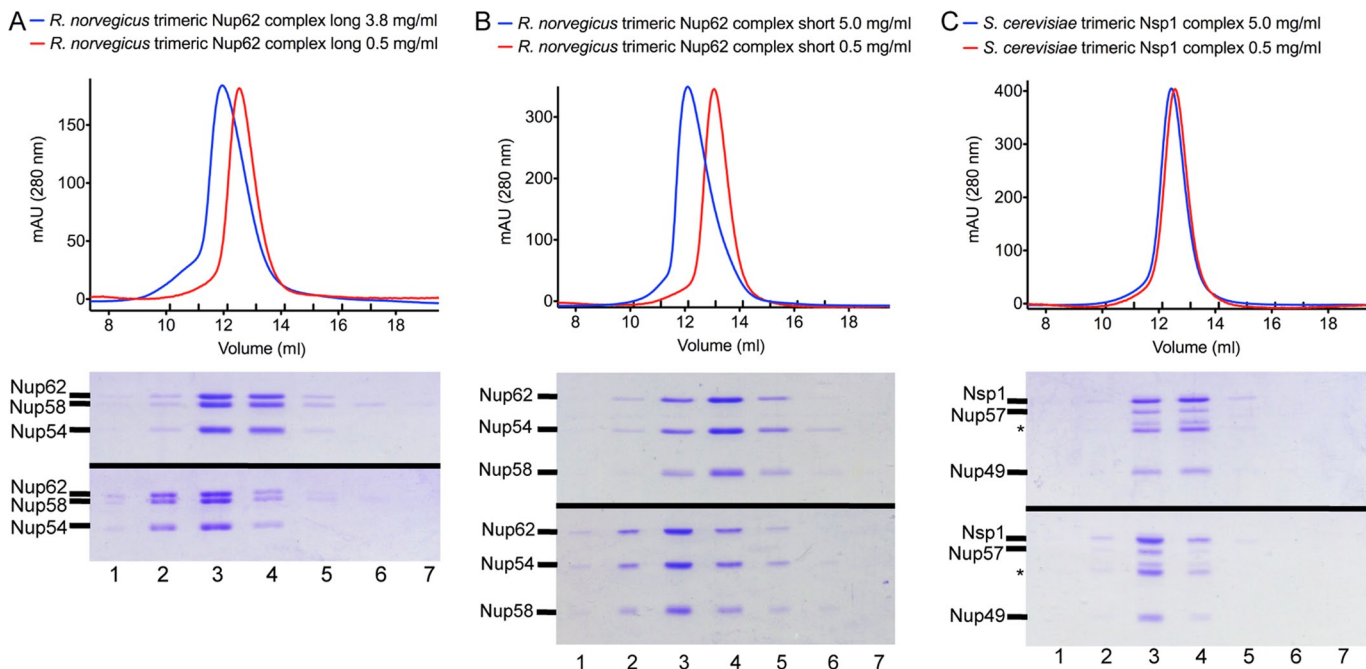 A
R. norvegicus trimeric Nup62 complex long 3.8 mg/ml
R. norvegicus trimeric Nup62 complex long 0.5 mg/ml
mAU (280 nm)
150
100
50
0
8 10 12 14 16 18
Volume (ml)
Nup62
Nup58
Nup54
Nup62
Nup58
Nup54
1 2 3 4 5 6 7
B
R. norvegicus trimeric Nup62 complex short 5.0 mg/ml
R. norvegicus trimeric Nup62 complex short 0.5 mg/ml
mAU (280 nm)
300
200
100
0
8 10 12 14 16 18
Volume (ml)
Nup62
Nup54
Nup58
Nup62
Nup54
Nup58
1 2 3 4 5 6 7
C
S. cerevisiae trimeric Nsp1 complex 5.0 mg/ml
S. cerevisiae trimeric Nsp1 complex 0.5 mg/ml
mAU (280 nm)
400
300
200
100
0
8 10 12 14 16 18
Volume (ml)
Nsp1
Nup57
*
Nup49
Nsp1
Nup57
*
Nup49
1 2 3 4 5 6 7